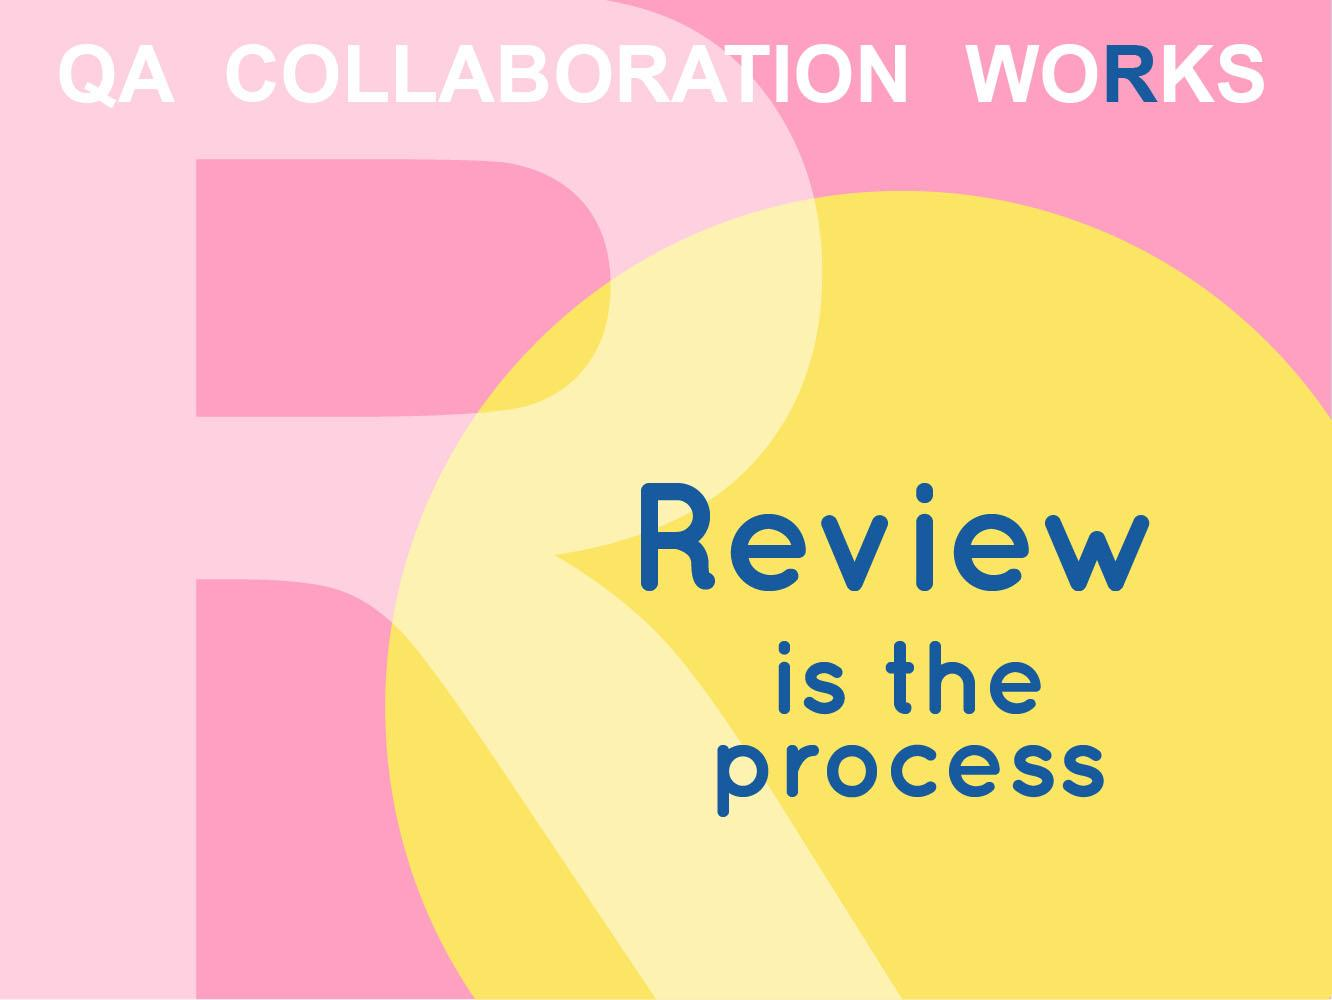 QA COLLABORATION WORKS
Review
is the
process